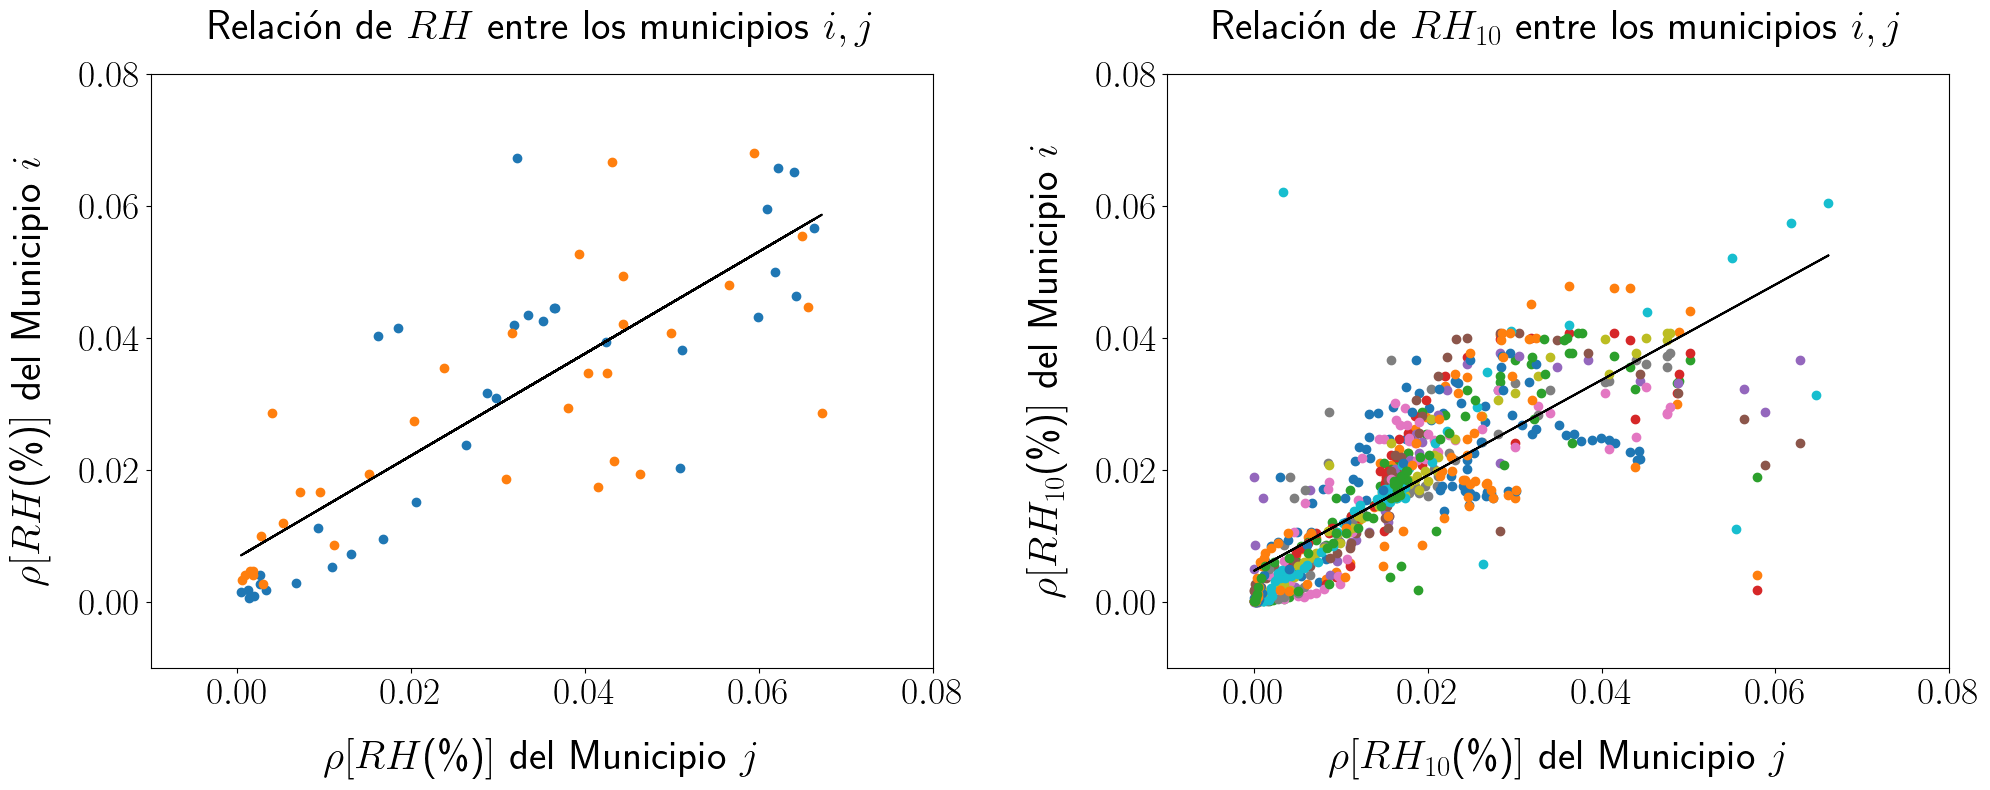 Relación de RH entre los municipios i, j
0.08
0.06
0.04
0.02
0.00
ρ[RH(%)] del Municipio i
0.00 0.02 0.04 0.06 0.08
ρ[RH(%)] del Municipio j
Relación de RH₁₀ entre los municipios i, j
0.08
0.06
0.04
0.02
0.00
ρ[RH₁₀(%)] del Municipio i
0.00 0.02 0.04 0.06 0.08
ρ[RH₁₀(%)] del Municipio j